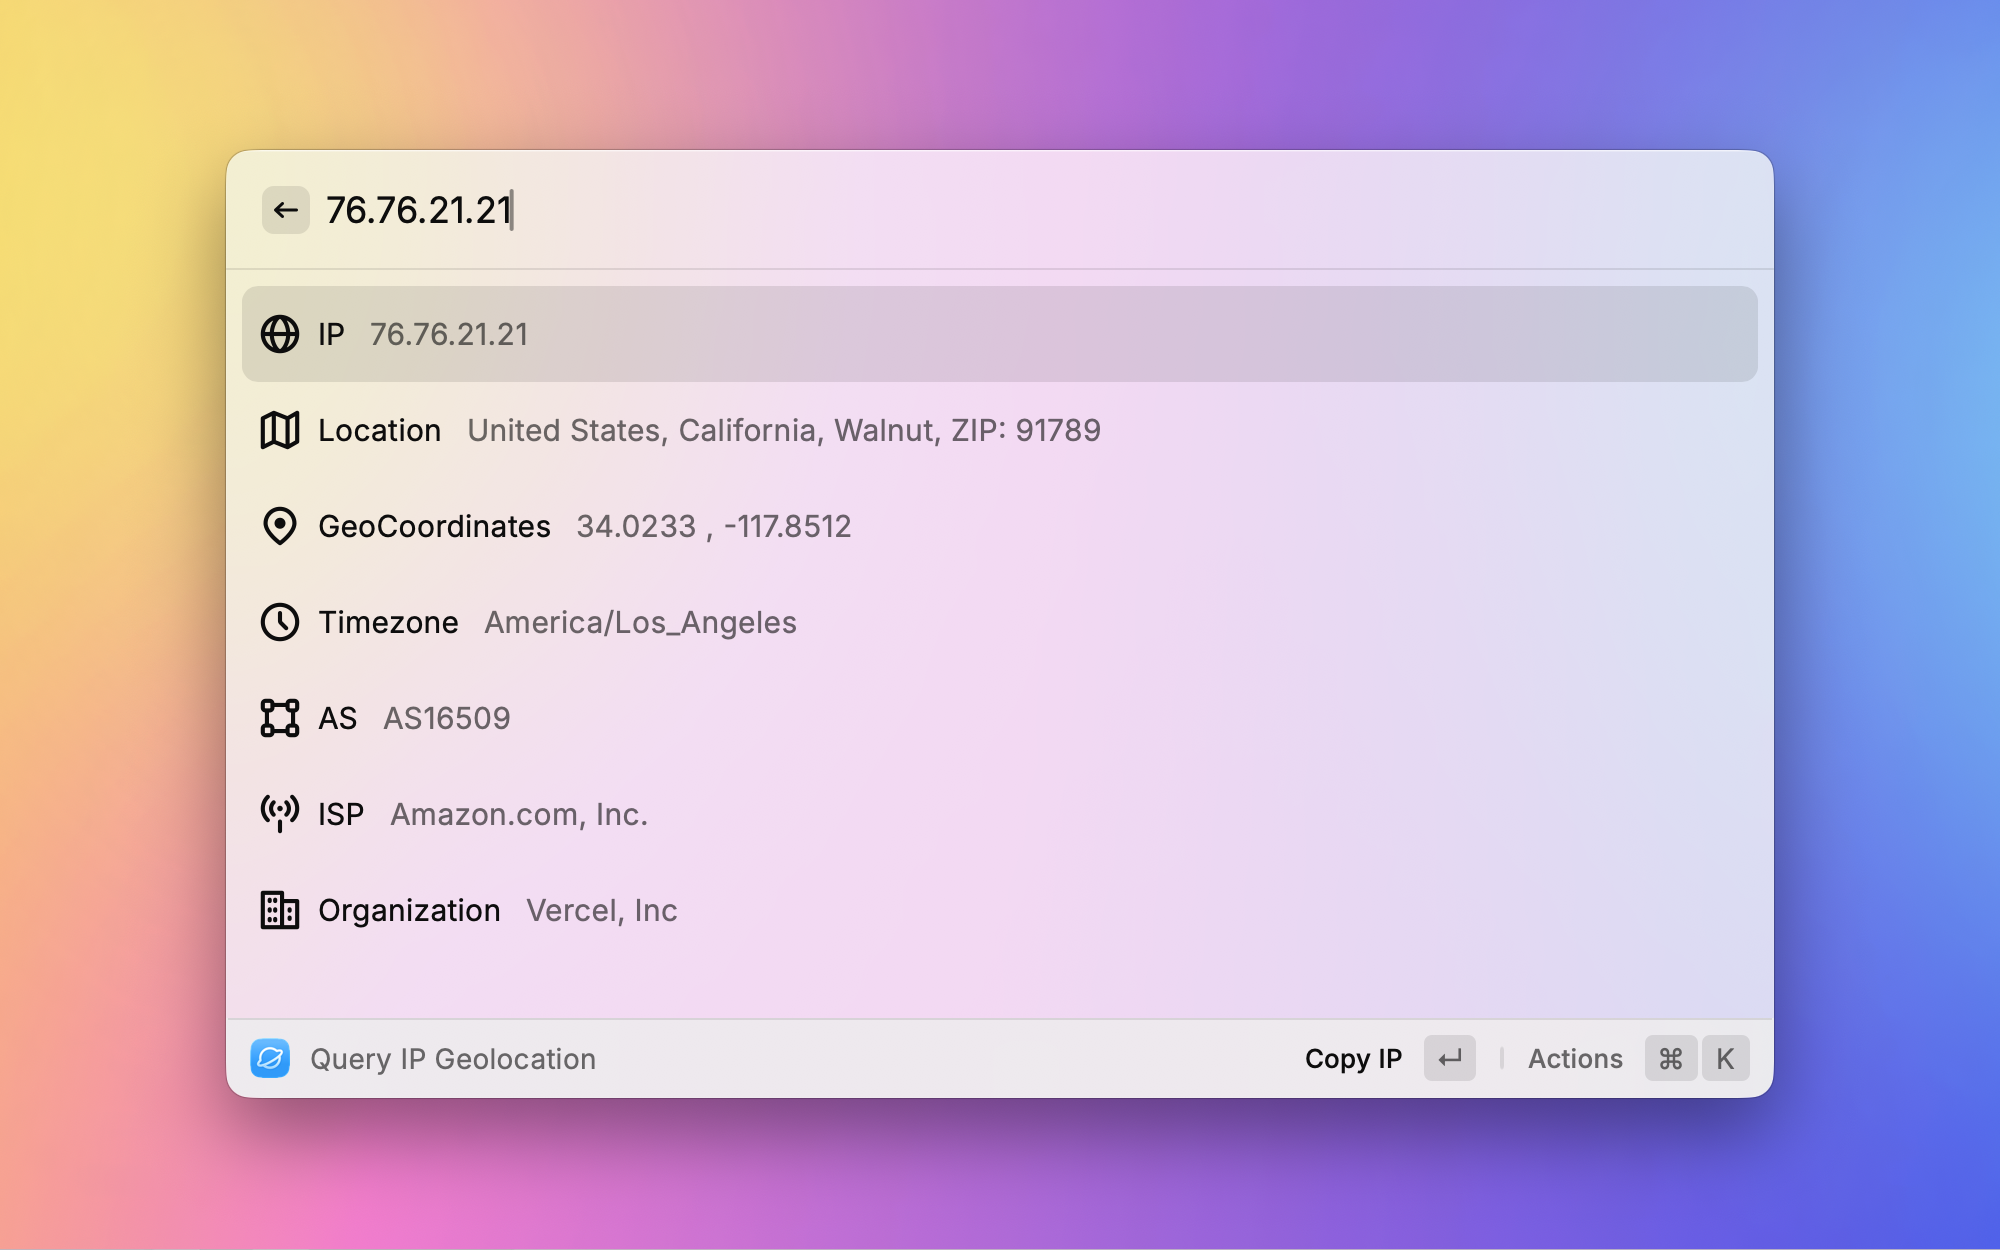 76.76.21.21
IP 76.76.21.21
Location United States, California, Walnut, ZIP: 91789
GeoCoordinates 34.0233 , -117.8512
Timezone America/Los_Angeles
AS AS16509
ISP Amazon.com, Inc.
Organization Vercel, Inc
Query IP Geolocation Copy IP ↵ Actions ⌘ K